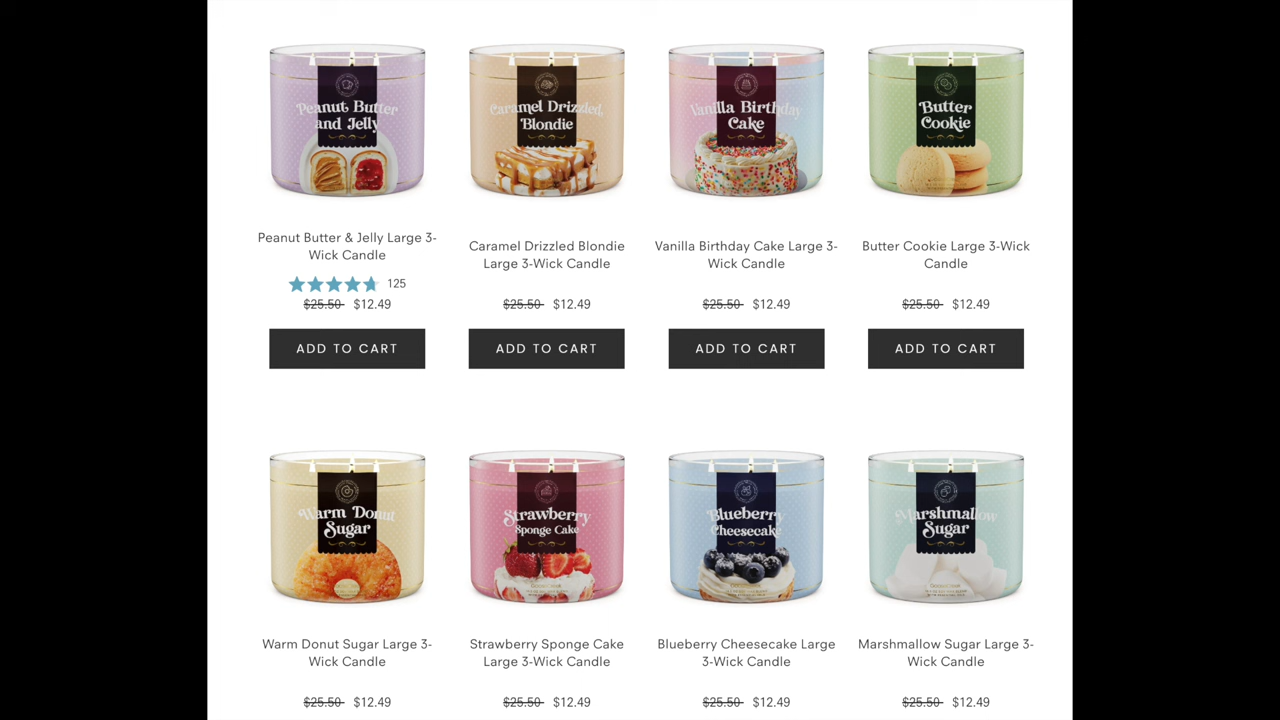 Peanut Butter
and Jelly
Caramel Drizzled
Blondie
Vanilla Birthday
Cake
Butter
Cookie
Peanut Butter & Jelly Large 3-
Wick Candle
Caramel Drizzled Blondie
Large 3-Wick Candle
Vanilla Birthday Cake Large 3-
Wick Candle
Butter Cookie Large 3-Wick
Candle
125
$25.50 $12.49
$25.50 $12.49
$25.50 $12.49
$25.50 $12.49
ADD TO CART
ADD TO CART
ADD TO CART
ADD TO CART
Warm Donut
Sugar
Strawberry
Sponge Cake
Blueberry
Cheesecake
Marshmallow
Sugar
Warm Donut Sugar Large 3-
Wick Candle
Strawberry Sponge Cake
Large 3-Wick Candle
Blueberry Cheesecake Large
3-Wick Candle
Marshmallow Sugar Large 3-
Wick Candle
$25.50 $12.49
$25.50 $12.49
$25.50 $12.49
$25.50 $12.49